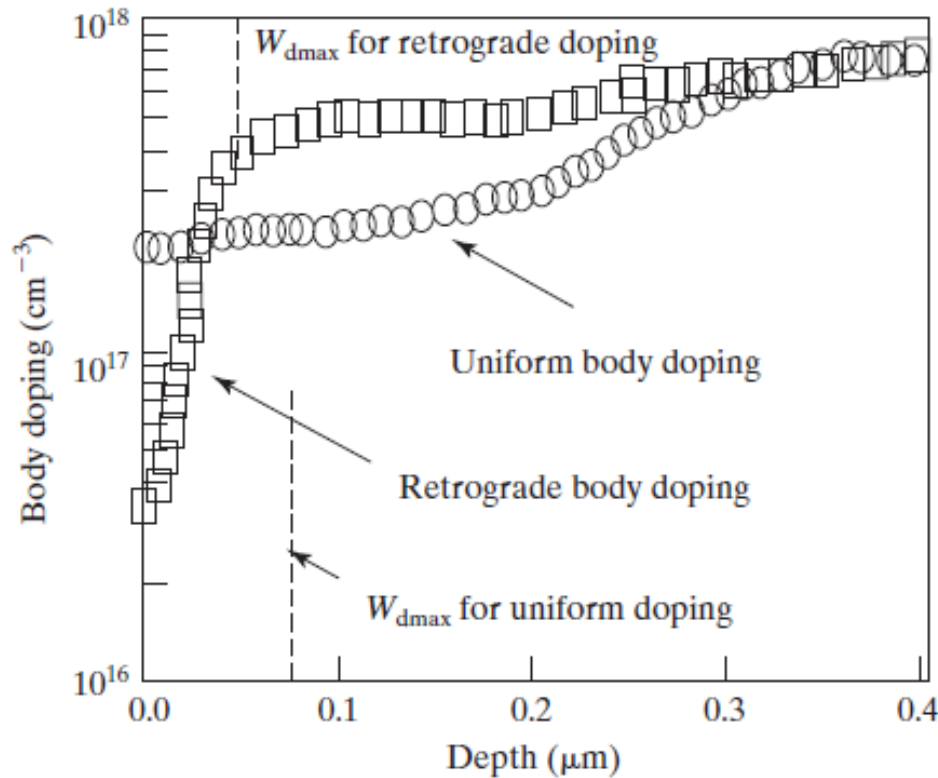 10^18
W_dmax for retrograde doping
Body doping (cm^−3)
10^17
Uniform body doping
Retrograde body doping
W_dmax for uniform doping
10^16
0.0 0.1 0.2 0.3 0.4
Depth (μm)